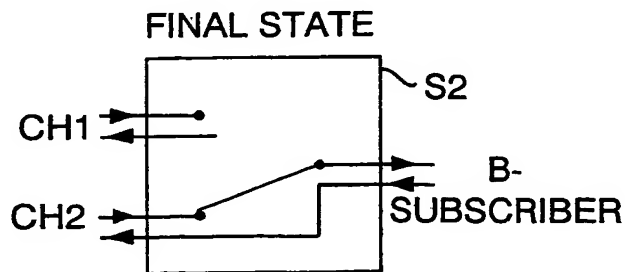 FINAL STATE
S2
CH1
B-
SUBSCRIBER
CH2